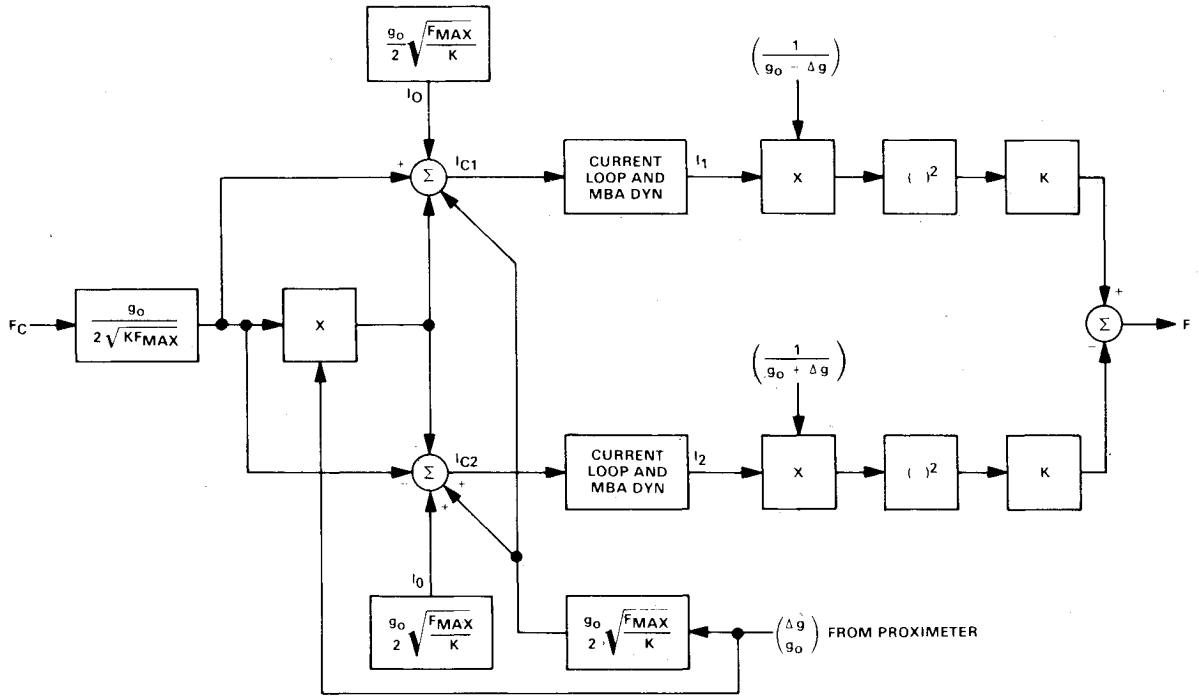 g₀/2 √(F_MAX/K)
I_O
(1/(g₀ − Δg))
+
Σ
I_C1
CURRENT
LOOP AND
MBA DYN
I₁
X
( )²
K
F_C
g₀/(2√(KF_MAX))
X
+
Σ
−
F
(1/(g₀ + Δg))
−
Σ
+
+
I_C2
CURRENT
LOOP AND
MBA DYN
I₂
X
( )²
K
I₀
g₀/2 √(F_MAX/K)
g₀/2 √(F_MAX/K)
(Δg/g₀) FROM PROXIMETER